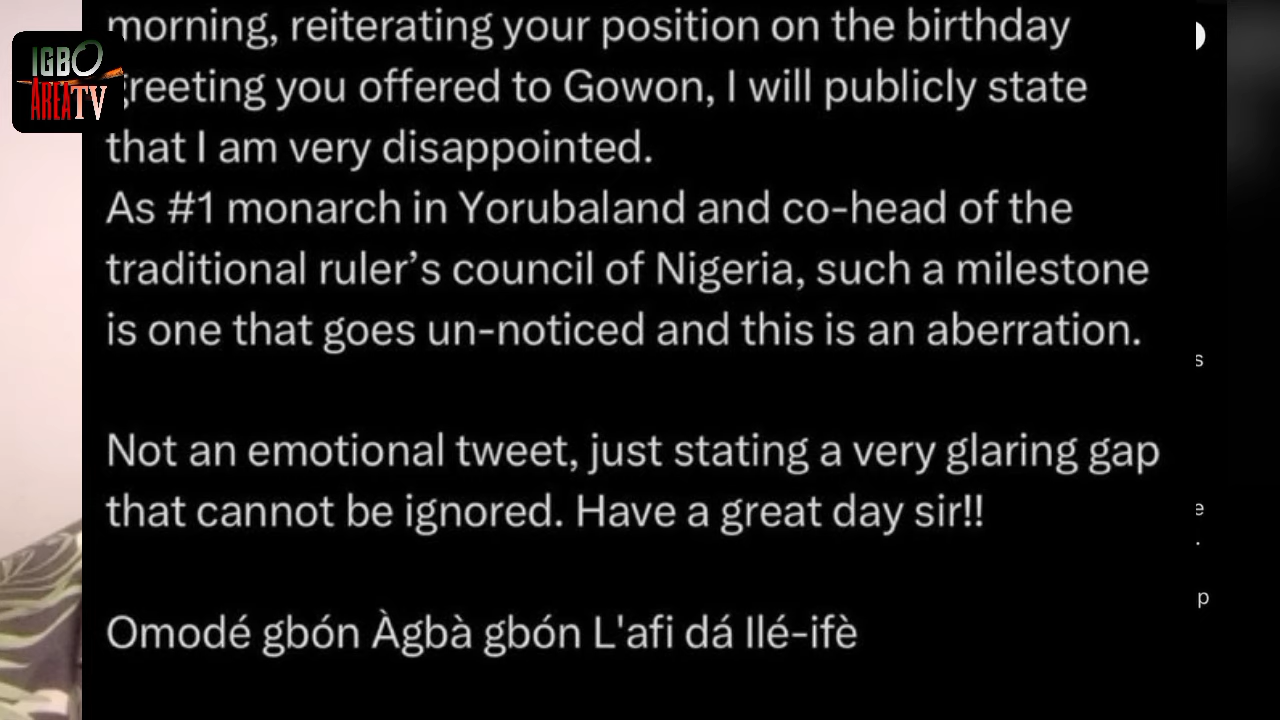 IGBO
AREATV
morning, reiterating your position on the birthday
greeting you offered to Gowon, I will publicly state
that I am very disappointed.
As #1 monarch in Yorubaland and co-head of the
traditional ruler’s council of Nigeria, such a milestone
is one that goes un-noticed and this is an aberration.
Not an emotional tweet, just stating a very glaring gap
that cannot be ignored. Have a great day sir!!
Omodé gbón Àgbà gbón L'afi dá Ilé-ifè
s
e
.
p